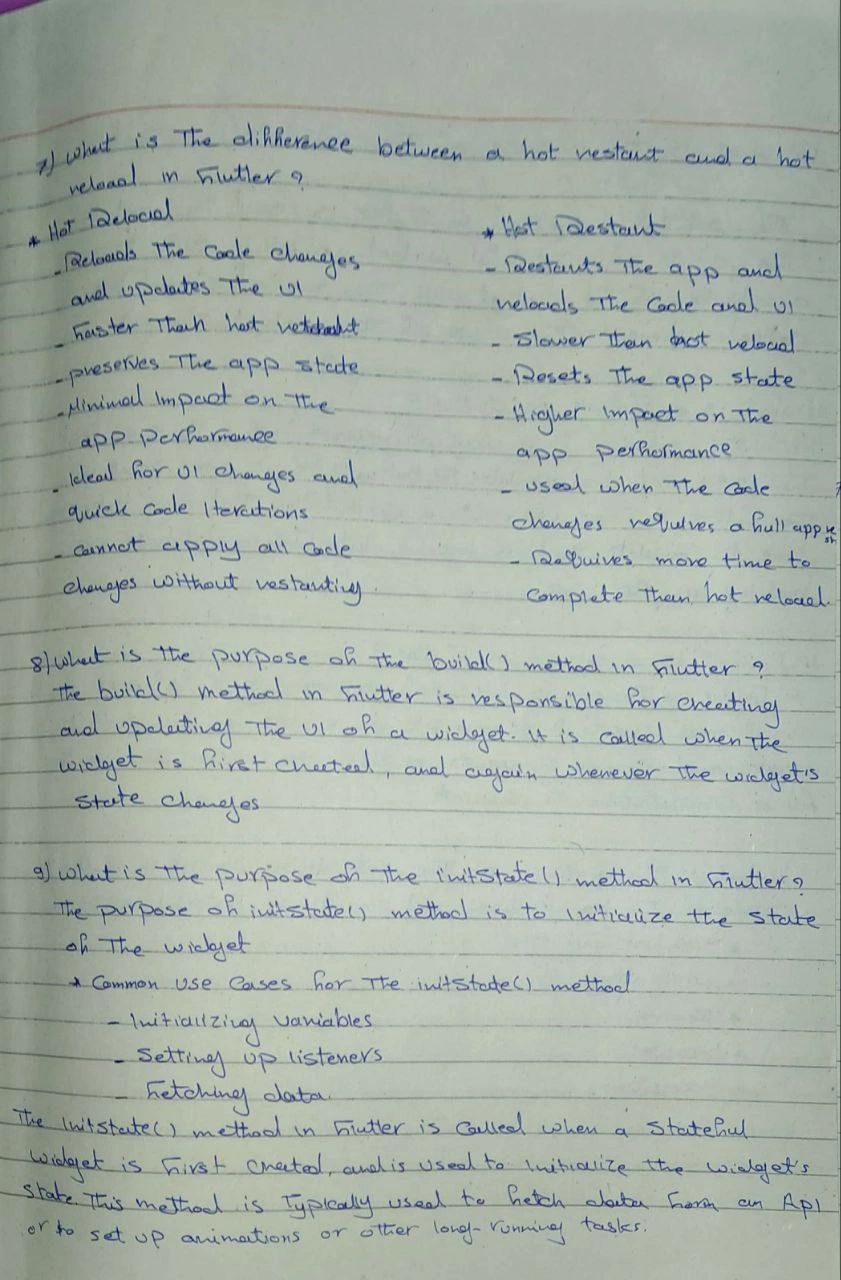 7) What is The difference between a hot restart and a hot
reload in Flutter ?
* Hot Reload
- Reloads The Code changes
and updates The UI
- Faster Than hot
- preserves The app state
- Minimal Impact on the
app performance
- Ideal for UI changes and
quick Code Iterations
- Cannot apply all Code
changes without restarting.
* Hot Restart
- Restarts The app and
reloads The Code and UI
- Slower Than hot reload
- Resets The app state
- Higher Impact on The
app performance
- used when The Code
changes requires a full app re
st
- Requires more time to
Complete Than hot reload.
8) What is The purpose of The build() method in Flutter ?
The build() method in Flutter is responsible for creating
and updating The UI of a widget. It is called when The
widget is first created, and again whenever The widget's
State changes
9) What is The purpose of The initState() method in Flutter ?
The purpose of initstate() method is to Initialize the state
of The widget
* Common use Cases for The initState() method
- Initializing variables
- Setting up listeners
- Fetching data.
The InitState() method in Flutter is Called when a Stateful
widget is first created, and is used to Initialize the widget's
state. This method is Typically used to fetch data form an API
or to set up animations or other long-running tasks.